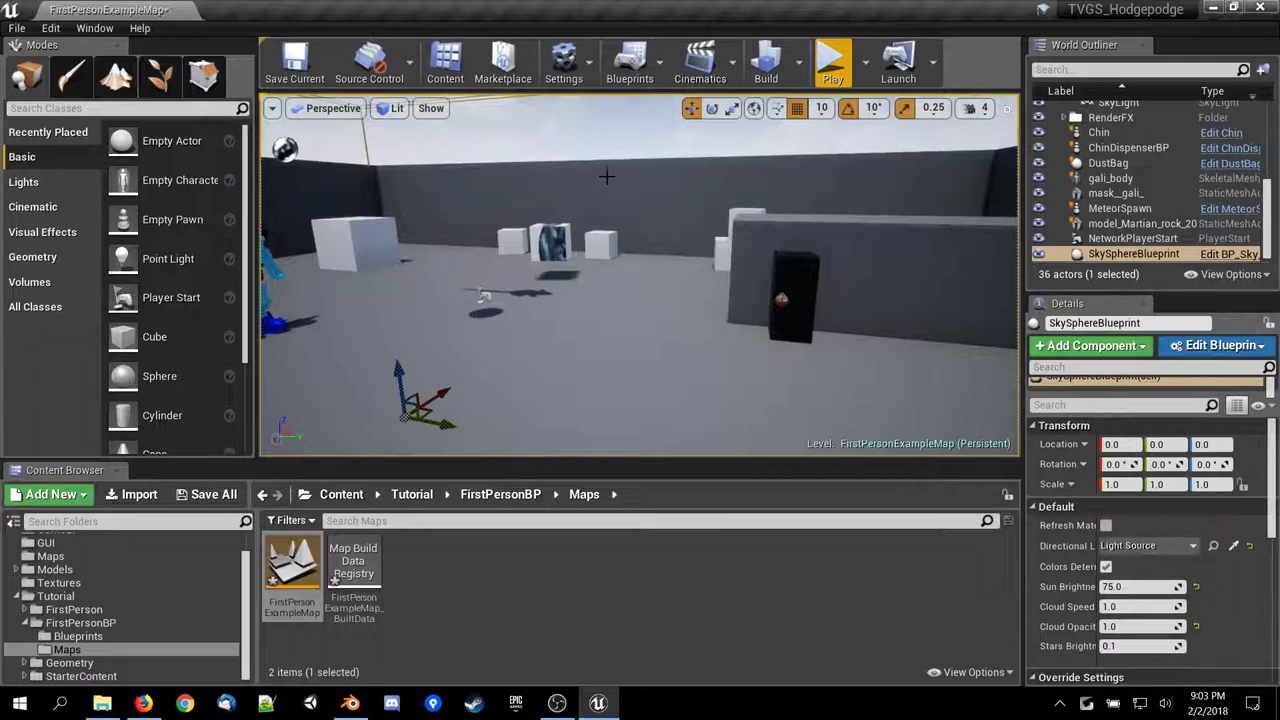 FirstPersonExampleMap*
TVGS_Hodgepodge
File Edit Window Help
Modes
Search Classes
Recently Placed
Basic
Lights
Cinematic
Visual Effects
Geometry
Volumes
All Classes
Empty Actor
Empty Characte
Empty Pawn
Point Light
Player Start
Cube
Sphere
Cylinder
Save Current
Source Control
Content
Marketplace
Settings
Blueprints
Cinematics
Build
Play
Launch
Perspective Lit Show
10 10° 0.25 4
Level: FirstPersonExampleMap (Persistent)
World Outliner
Search...
Label Type
SkyLight SkyLight
RenderFX Folder
Chin Edit Chin
ChinDispenserBP Edit ChinDis
DustBag Edit DustBag
gali_body SkeletalMesh
mask__gali_ StaticMeshA
MeteorSpawn Edit MeteorS
model_Martian_rock_20 StaticMeshA
NetworkPlayerStart PlayerStart
SkySphereBlueprint Edit BP_Sky
36 actors (1 selected) View Options
Details
SkySphereBlueprint
+ Add Component Edit Blueprin
Search
SkySphereBlueprint(Self)
Search
Transform
Location 0.0 0.0 0.0
Rotation 0.0 ° 0.0 ° 0.0 °
Scale 1.0 1.0 1.0
Default
Refresh Mate
Directional L Light Source
Colors Deter
Sun Brightne 75.0
Cloud Speed 1.0
Cloud Opacit 1.0
Stars Brightn 0.1
Override Settings
Content Browser
Add New Import Save All
Content Tutorial FirstPersonBP Maps
Search Folders
Filters Search Maps
GUI
Maps
Models
Textures
Tutorial
FirstPerson
FirstPersonBP
Blueprints
Maps
Geometry
StarterContent
FirstPerson
ExampleMap
Map Build
Data
Registry
FirstPerson
ExampleMap_
BuiltData
2 items (1 selected)
View Options
9:03 PM
2/2/2018